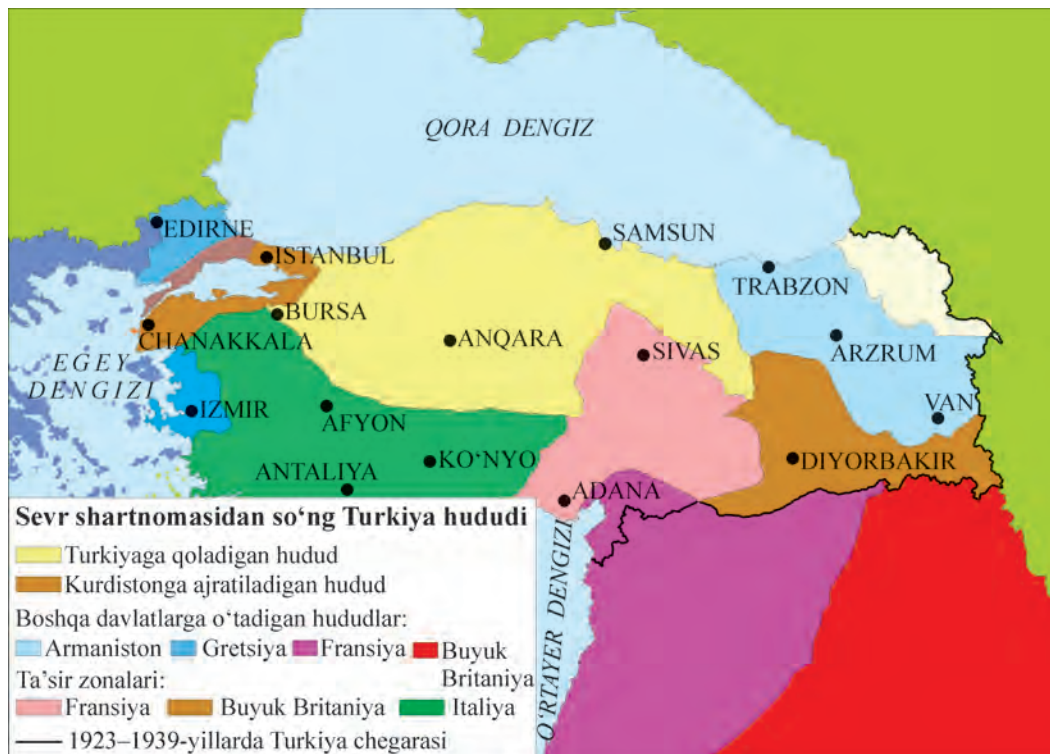 QORA DENGIZ
EDIRNE
ISTANBUL
SAMSUN
TRABZON
BURSA
CHANAKKALA
ANQARA
SIVAS
ARZRUM
EGEY
DENGIZI
IZMIR
AFYON
VAN
KO‘NYO
DIYORBAKIR
ANTALIYA
ADANA
O‘RTAYER DENGIZI
Sevr shartnomasidan so‘ng Turkiya hududi
Turkiyaga qoladigan hudud
Kurdistonga ajratiladigan hudud
Boshqa davlatlarga o‘tadigan hududlar:
Armaniston Gretsiya Fransiya Buyuk
Britaniya
Ta’sir zonalari:
Fransiya Buyuk Britaniya Italiya
1923–1939-yillarda Turkiya chegarasi